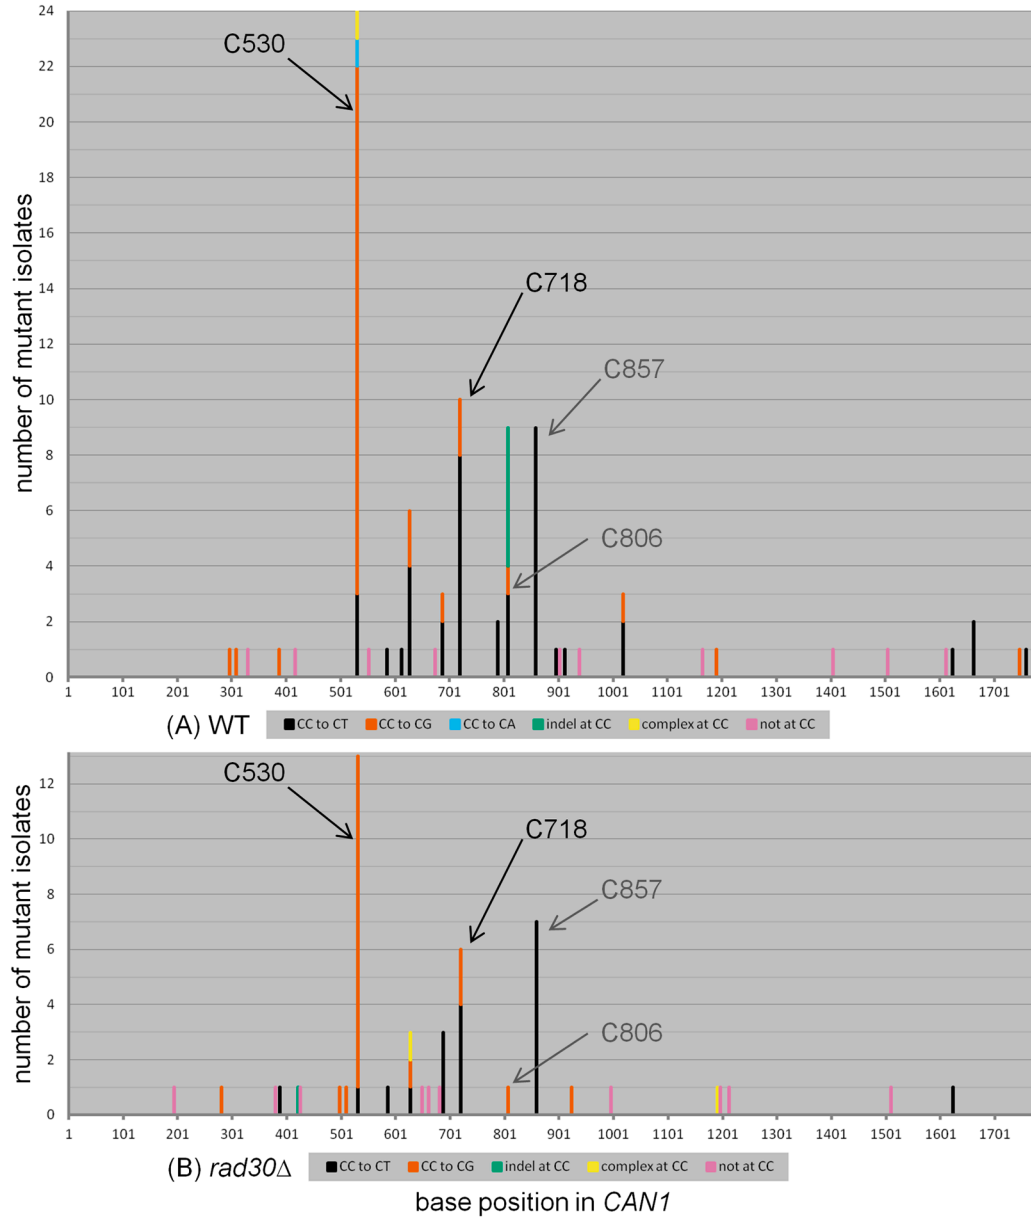 24
22
20
18
16
14
12
10
8
6
4
2
0
number of mutant isolates
C530
C718
C857
C806
1 101 201 301 401 501 601 701 801 901 1001 1101 1201 1301 1401 1501 1601 1701
(A) WT CC to CT CC to CG CC to CA indel at CC complex at CC not at CC
12
10
8
6
4
2
0
number of mutant isolates
C530
C718
C857
C806
1 101 201 301 401 501 601 701 801 901 1001 1101 1201 1301 1401 1501 1601 1701
(B) rad30Δ CC to CT CC to CG indel at CC complex at CC not at CC
base position in CAN1